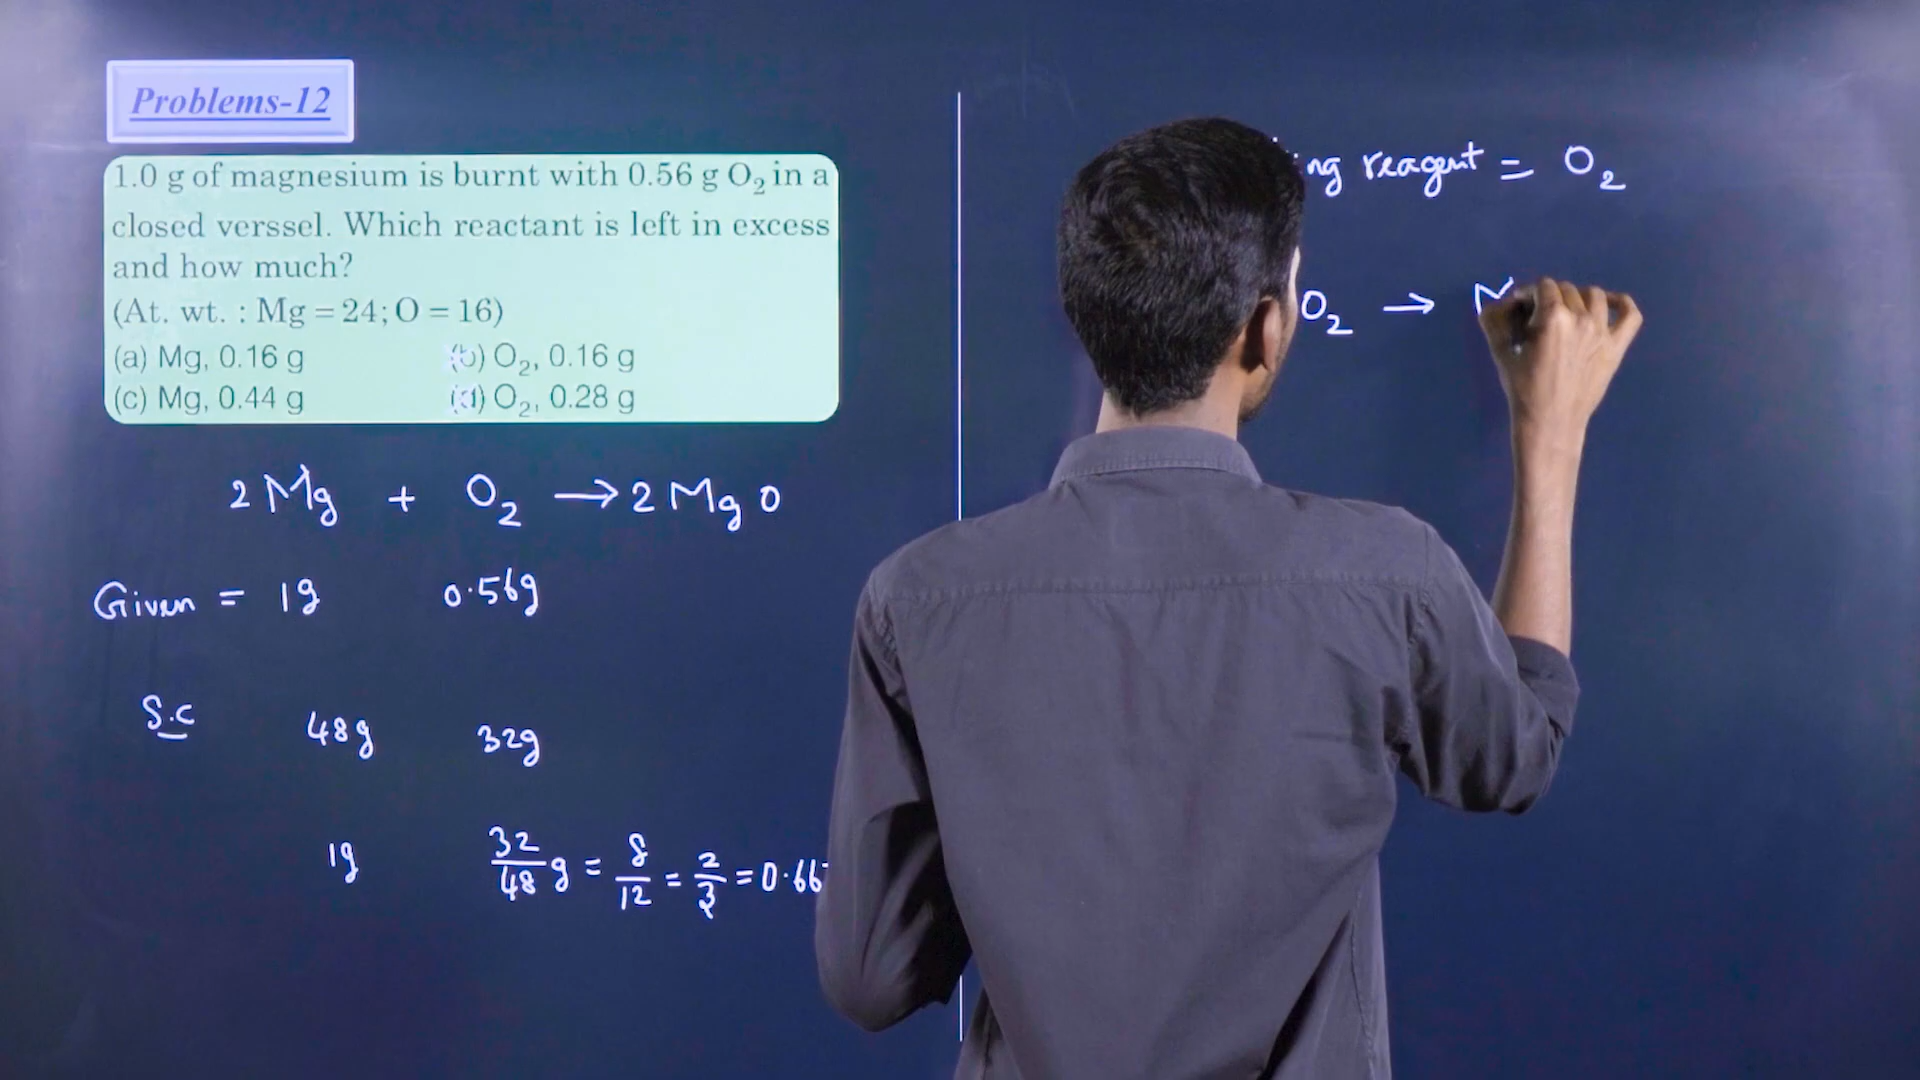 Problems-12
1.0 g of magnesium is burnt with 0.56 g O₂ in a
closed verssel. Which reactant is left in excess
and how much?
(At. wt. : Mg = 24; O = 16)
(a) Mg, 0.16 g (b) O₂, 0.16 g
(c) Mg, 0.44 g (d) O₂, 0.28 g
2 Mg + O₂ → 2 MgO
Given = 1g 0.56g
S.C 48g 32g
1g 32/48 g = 8/12 = 2/3 = 0.66
ing reagent = O₂
O₂ → M